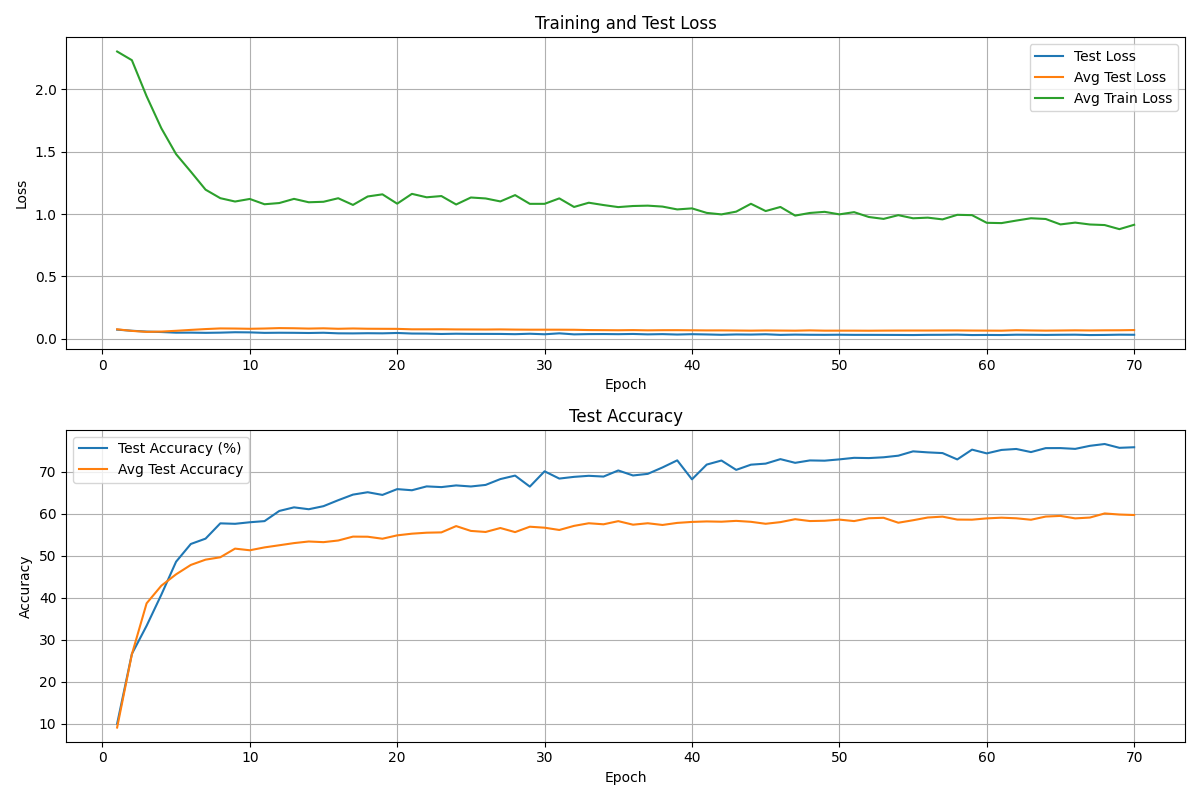 Training and Test Loss
Test Loss
Avg Test Loss
Avg Train Loss
Loss
2.0
1.5
1.0
0.5
0.0
0 10 20 30 40 50 60 70
Epoch
Test Accuracy
Test Accuracy (%)
Avg Test Accuracy
Accuracy
70
60
50
40
30
20
10
0 10 20 30 40 50 60 70
Epoch